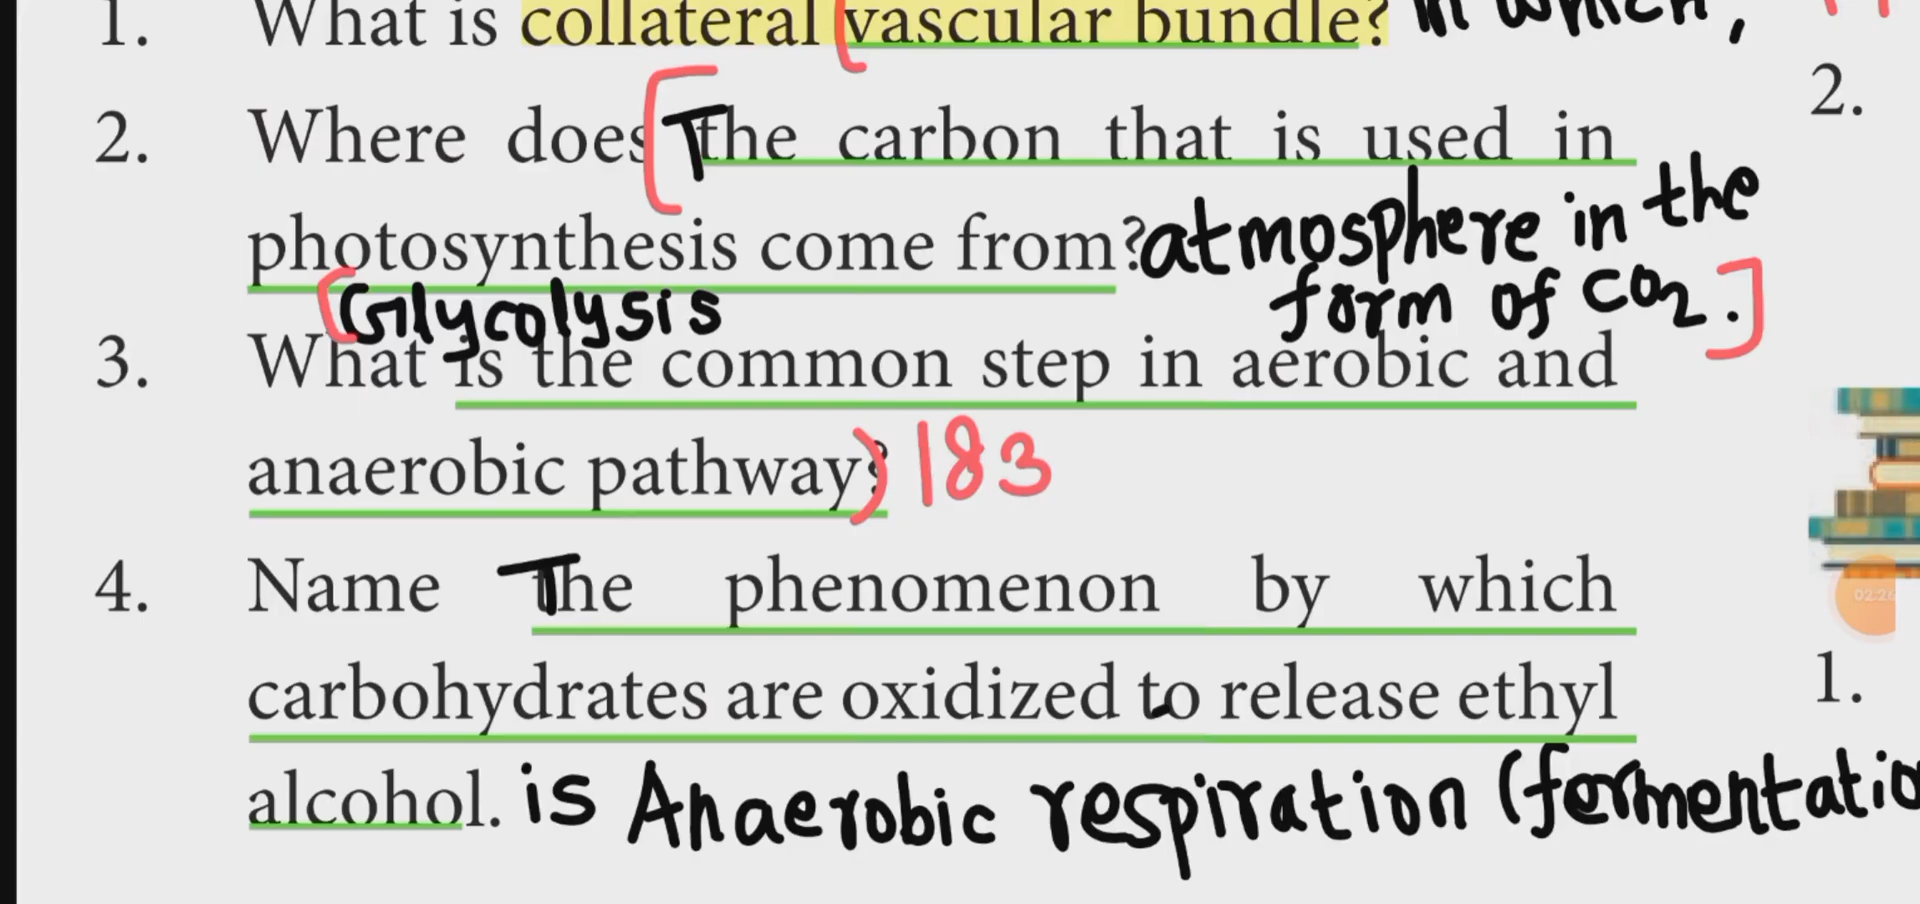 1. What is collateral vascular bundle? in which,
2. Where does The carbon that is used in
photosynthesis come from? atmosphere in the
form of CO2.
Glycolysis
3. What is the common step in aerobic and
anaerobic pathway? 183
4. Name The phenomenon by which
carbohydrates are oxidized to release ethyl
alcohol. is Anaerobic respiration (fermentatio
2.
02:26
1.